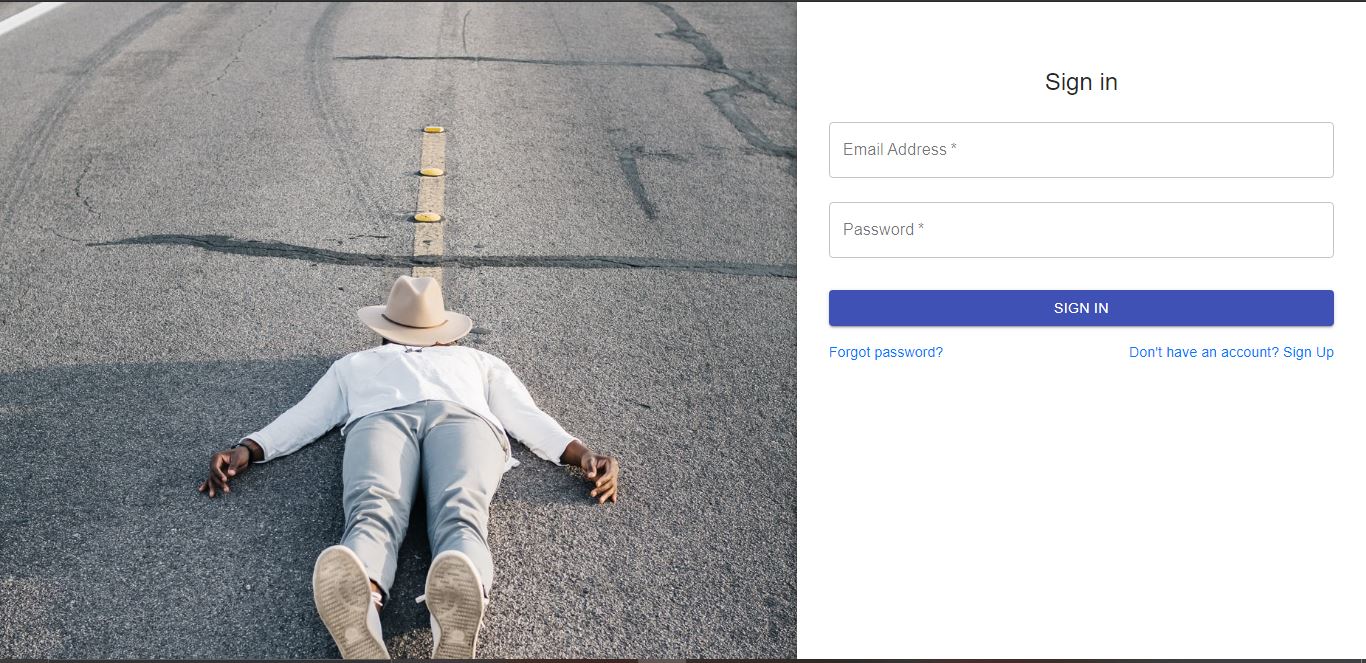 Sign in
Email Address *
Password *
SIGN IN
Forgot password?
Don't have an account? Sign Up